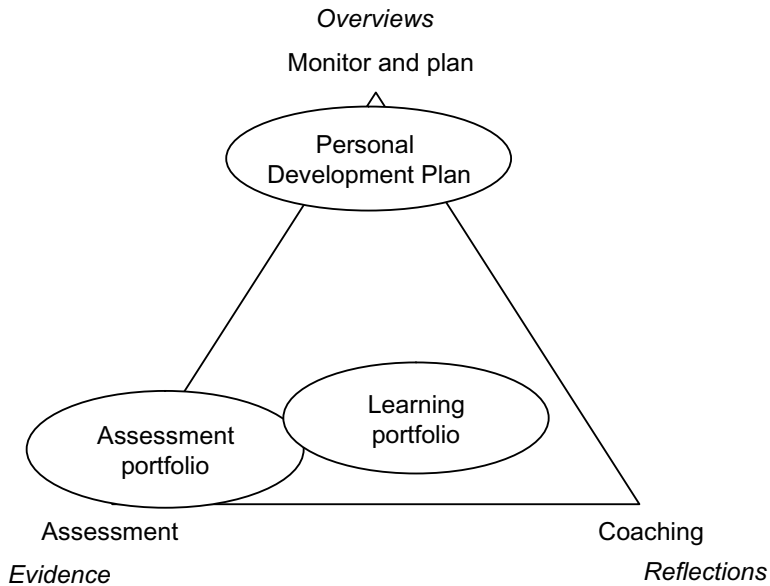 Overviews
Monitor and plan
Personal
Development Plan
Learning
portfolio
Assessment
portfolio
Assessment
Coaching
Evidence
Reflections